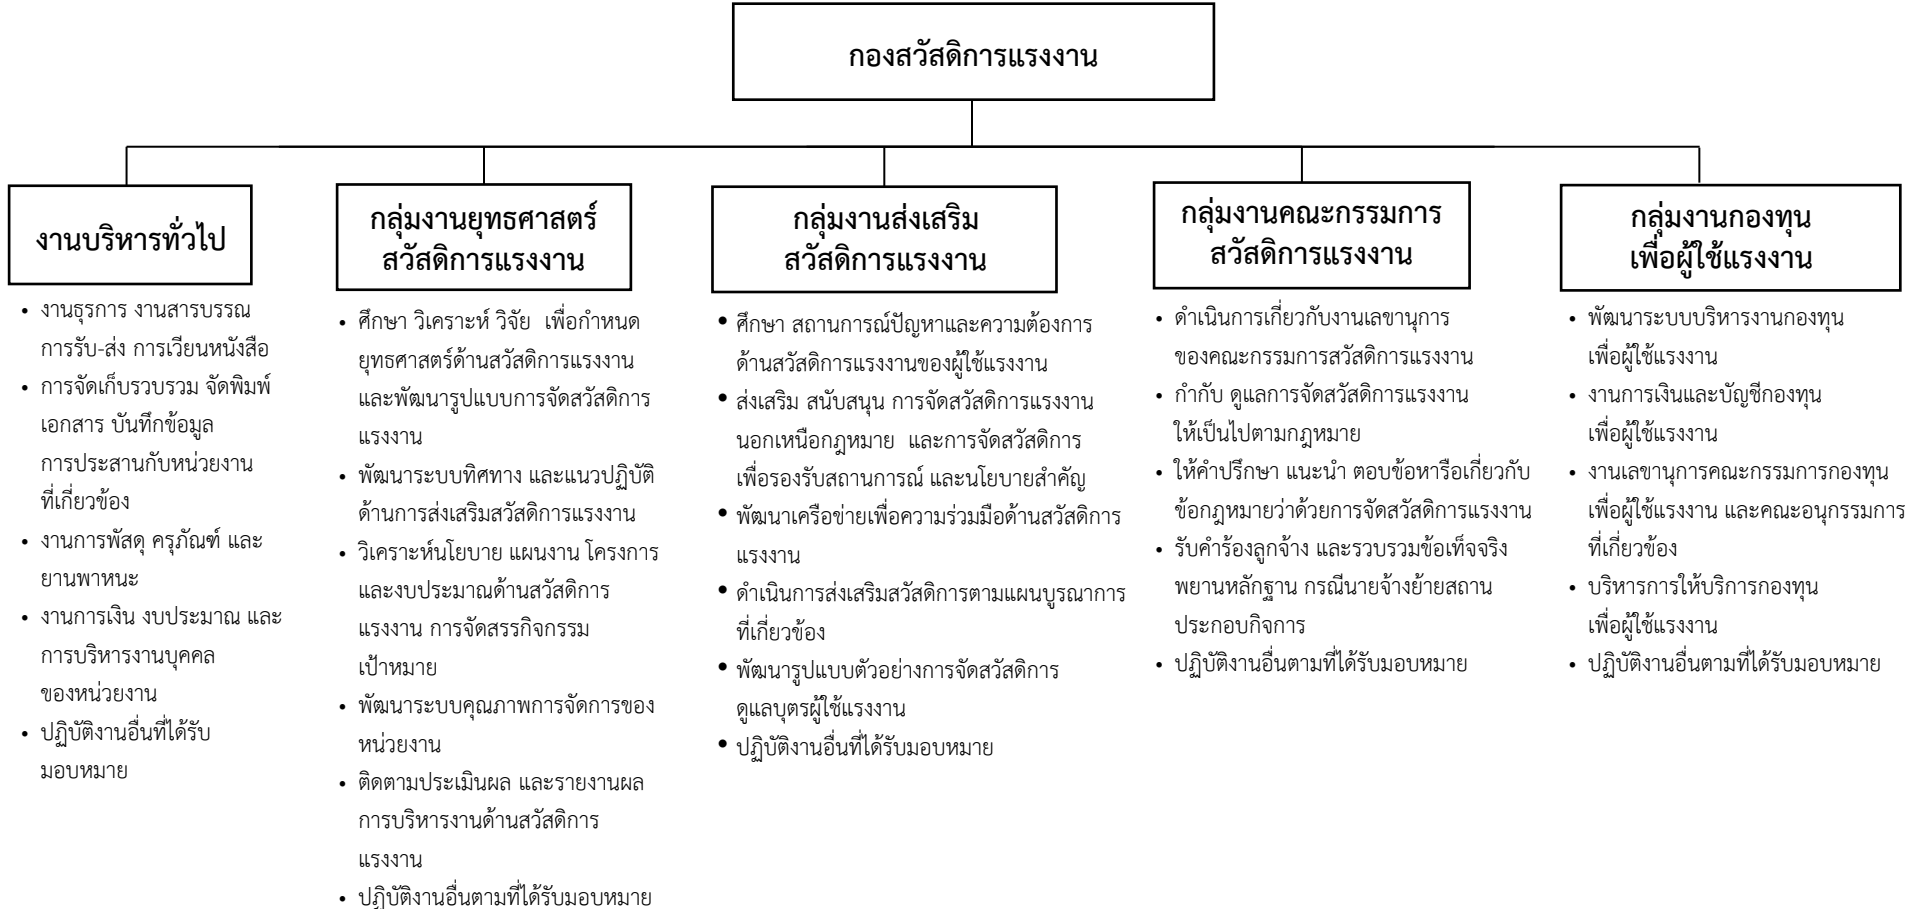 กองสวัสดิการแรงงาน
งานบริหารทั่วไป
• งานธุรการ งานสารบรรณ
การรับ-ส่ง การเวียนหนังสือ
• การจัดเก็บรวบรวม จัดพิมพ์
เอกสาร บันทึกข้อมูล
การประสานกับหน่วยงาน
ที่เกี่ยวข้อง
• งานการพัสดุ ครุภัณฑ์ และ
ยานพาหนะ
• งานการเงิน งบประมาณ และ
การบริหารงานบุคคล
ของหน่วยงาน
• ปฏิบัติงานอื่นที่ได้รับ
มอบหมาย
กลุ่มงานยุทธศาสตร์
สวัสดิการแรงงาน
• ศึกษา วิเคราะห์ วิจัย เพื่อกำหนด
ยุทธศาสตร์ด้านสวัสดิการแรงงาน
และพัฒนารูปแบบการจัดสวัสดิการ
แรงงาน
• พัฒนาระบบทิศทาง และแนวปฏิบัติ
ด้านการส่งเสริมสวัสดิการแรงงาน
• วิเคราะห์นโยบาย แผนงาน โครงการ
และงบประมาณด้านสวัสดิการ
แรงงาน การจัดสรรกิจกรรม
เป้าหมาย
• พัฒนาระบบคุณภาพการจัดการของ
หน่วยงาน
• ติดตามประเมินผล และรายงานผล
การบริหารงานด้านสวัสดิการ
แรงงาน
• ปฏิบัติงานอื่นตามที่ได้รับมอบหมาย
กลุ่มงานส่งเสริม
สวัสดิการแรงงาน
• ศึกษา สถานการณ์ปัญหาและความต้องการ
ด้านสวัสดิการแรงงานของผู้ใช้แรงงาน
• ส่งเสริม สนับสนุน การจัดสวัสดิการแรงงาน
นอกเหนือกฎหมาย และการจัดสวัสดิการ
เพื่อรองรับสถานการณ์ และนโยบายสำคัญ
• พัฒนาเครือข่ายเพื่อความร่วมมือด้านสวัสดิการ
แรงงาน
• ดำเนินการส่งเสริมสวัสดิการตามแผนบูรณาการ
ที่เกี่ยวข้อง
• พัฒนารูปแบบตัวอย่างการจัดสวัสดิการ
ดูแลบุตรผู้ใช้แรงงาน
• ปฏิบัติงานอื่นที่ได้รับมอบหมาย
กลุ่มงานคณะกรรมการ
สวัสดิการแรงงาน
• ดำเนินการเกี่ยวกับงานเลขานุการ
ของคณะกรรมการสวัสดิการแรงงาน
• กำกับ ดูแลการจัดสวัสดิการแรงงาน
ให้เป็นไปตามกฎหมาย
• ให้คำปรึกษา แนะนำ ตอบข้อหารือเกี่ยวกับ
ข้อกฎหมายว่าด้วยการจัดสวัสดิการแรงงาน
• รับคำร้องลูกจ้าง และรวบรวมข้อเท็จจริง
พยานหลักฐาน กรณีนายจ้างย้ายสถาน
ประกอบกิจการ
• ปฏิบัติงานอื่นตามที่ได้รับมอบหมาย
กลุ่มงานกองทุน
เพื่อผู้ใช้แรงงาน
• พัฒนาระบบบริหารงานกองทุน
เพื่อผู้ใช้แรงงาน
• งานการเงินและบัญชีกองทุน
เพื่อผู้ใช้แรงงาน
• งานเลขานุการคณะกรรมการกองทุน
เพื่อผู้ใช้แรงงาน และคณะอนุกรรมการ
ที่เกี่ยวข้อง
• บริหารการให้บริการกองทุน
เพื่อผู้ใช้แรงงาน
• ปฏิบัติงานอื่นตามที่ได้รับมอบหมาย